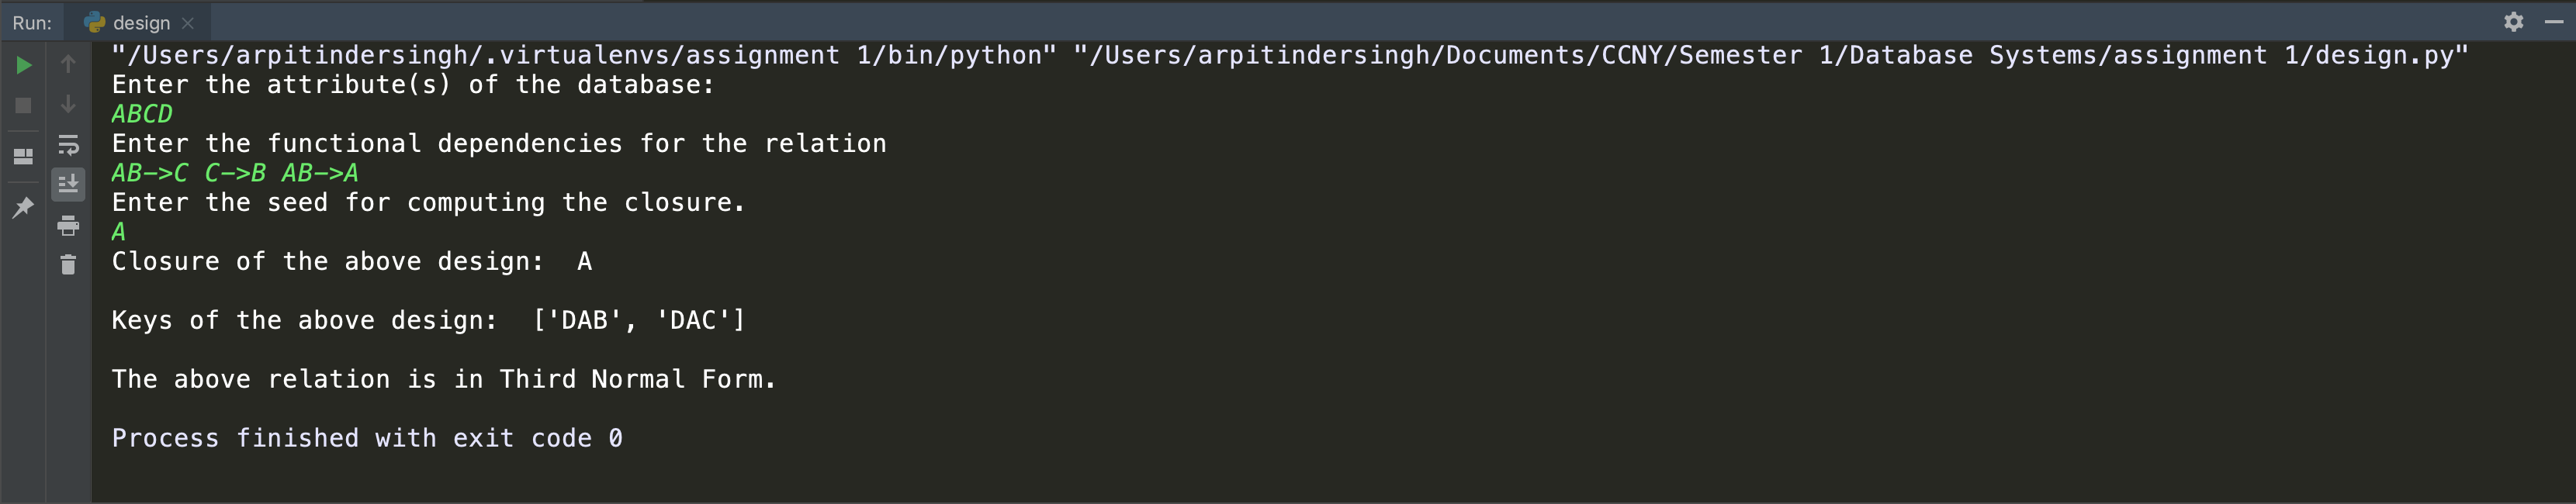 Run: design
"/Users/arpitindersingh/.virtualenvs/assignment 1/bin/python" "/Users/arpitindersingh/Documents/CCNY/Semester 1/Database Systems/assignment 1/design.py"
Enter the attribute(s) of the database:
ABCD
Enter the functional dependencies for the relation
AB->C C->B AB->A
Enter the seed for computing the closure.
A
Closure of the above design:  A
Keys of the above design:  ['DAB', 'DAC']
The above relation is in Third Normal Form.
Process finished with exit code 0